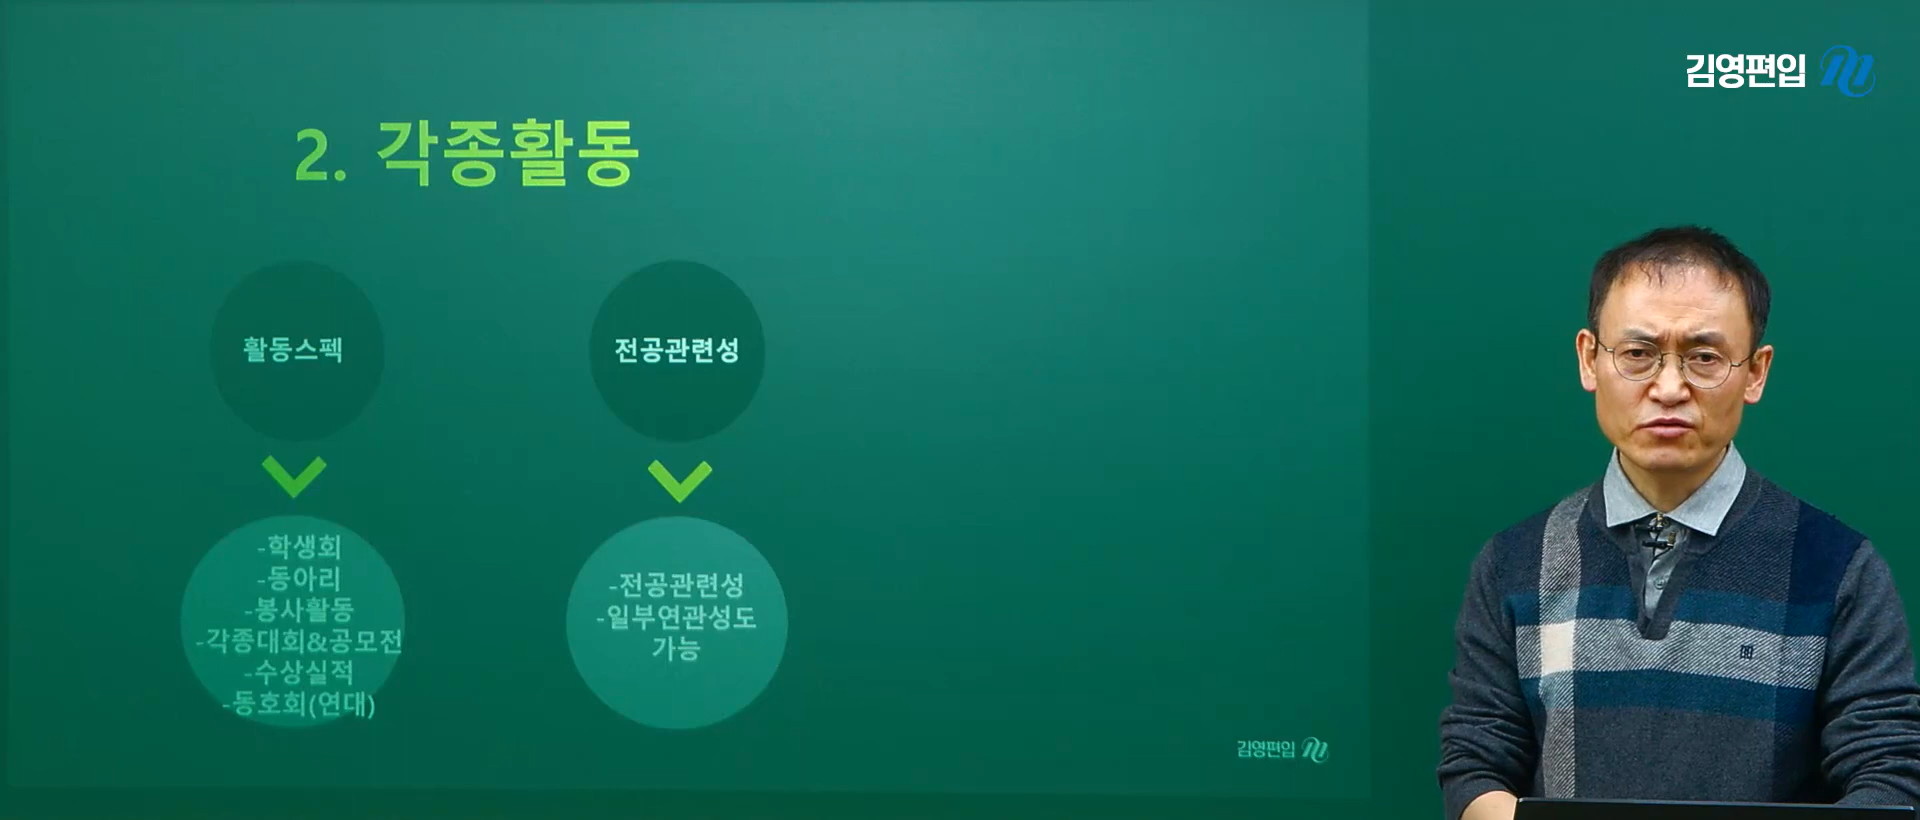 김영편입
2. 각종활동
활동스펙
전공관련성
-학생회
-동아리
-봉사활동
-각종대회&공모전
-수상실적
-동호회(연대)
-전공관련성
-일부연관성도
가능
김영편입